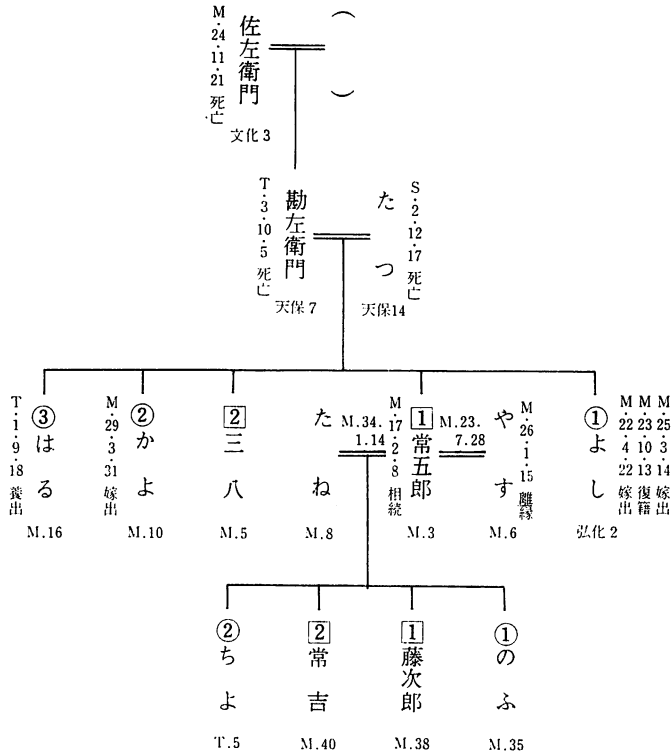 （　）
佐左衛門
M・24・11・21 死亡
文化3
S・2・12・17 死亡
たつ
天保14
勘左衛門
T・3・10・5 死亡
天保7
M・25・3・14 嫁出
M・23・10・13 復籍
M・22・4・22 嫁出
①よし
弘化2
M・26・1・15 離縁
やす
M.6
M.23.
7.28
1 常五郎
M・17・2・8 相続
M.3
M.34.
1.14
たね
M.8
2 三八
M.5
②かよ
M・29・3・31 嫁出
M.10
③はる
T・1・9・18 養出
M.16
①のふ
M.35
1 藤次郎
M.38
2 常吉
M.40
②ちよ
T.5